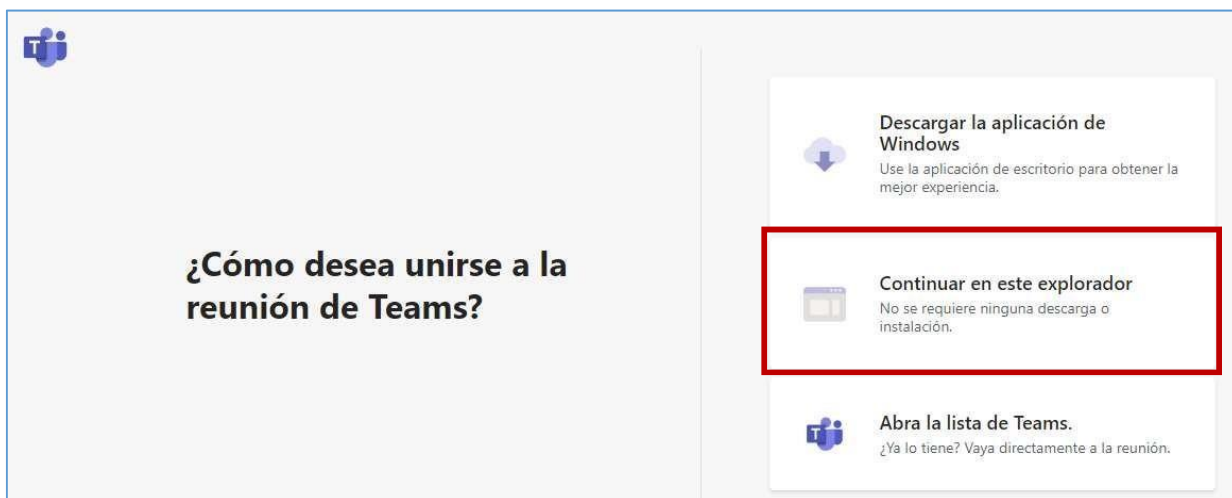 ¿Cómo desea unirse a la
reunión de Teams?
Descargar la aplicación de
Windows
Use la aplicación de escritorio para obtener la
mejor experiencia.
Continuar en este explorador
No se requiere ninguna descarga o
instalación.
Abra la lista de Teams.
¿Ya lo tiene? Vaya directamente a la reunión.